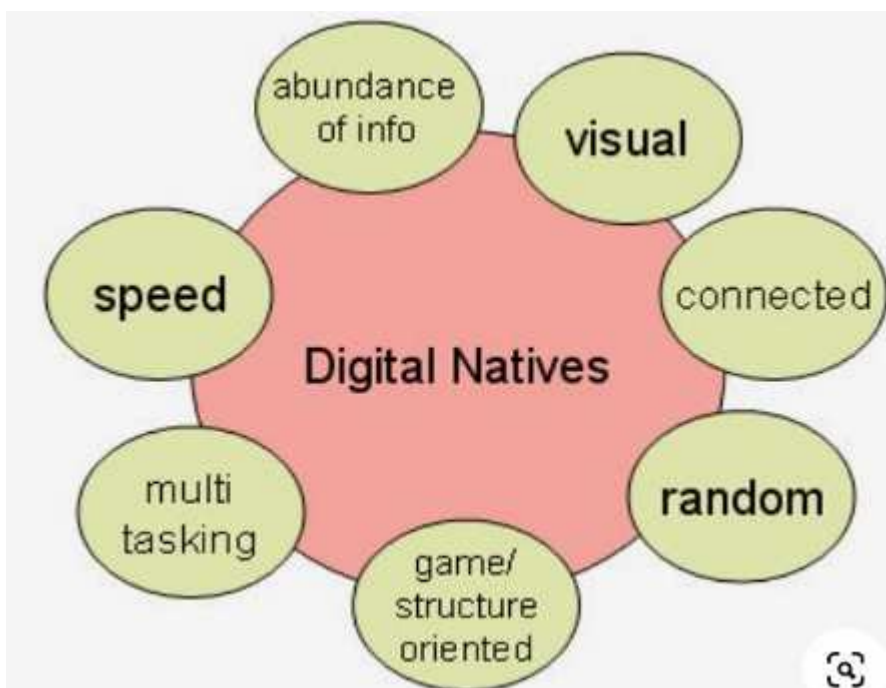 abundance
of info
visual
speed
connected
Digital Natives
multi
tasking
random
game/
structure
oriented